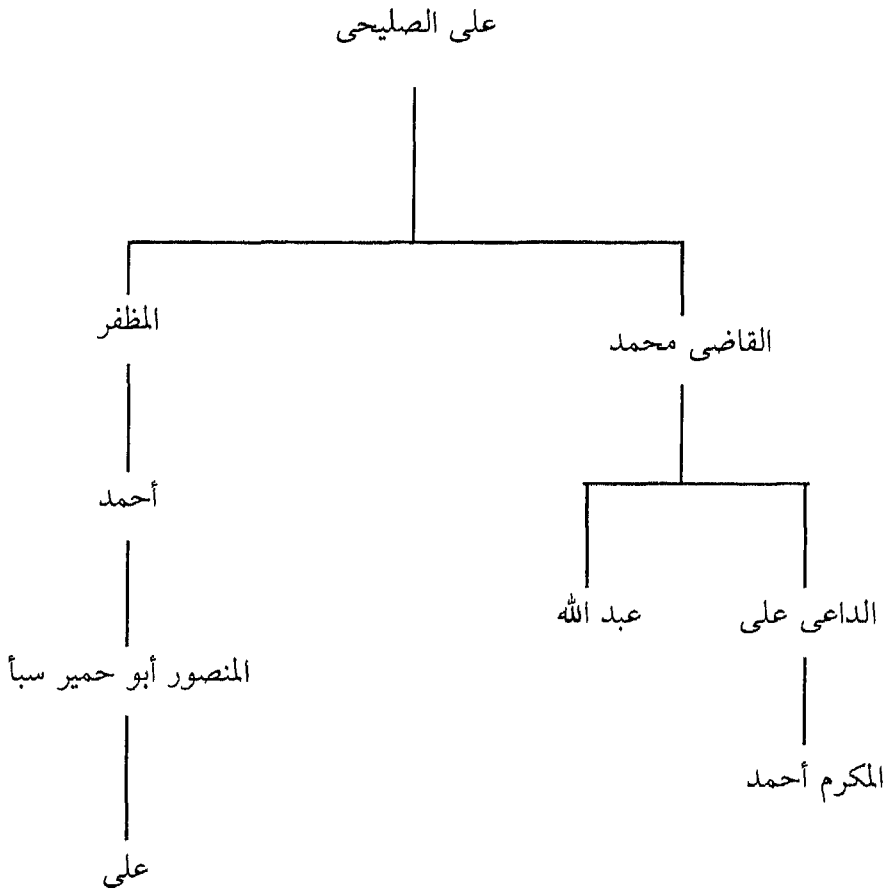 على الصليحى
المظفر
القاضى محمد
أحمد
عبد الله
الداعى على
المنصور أبو حمير سبأ
المكرم أحمد
على